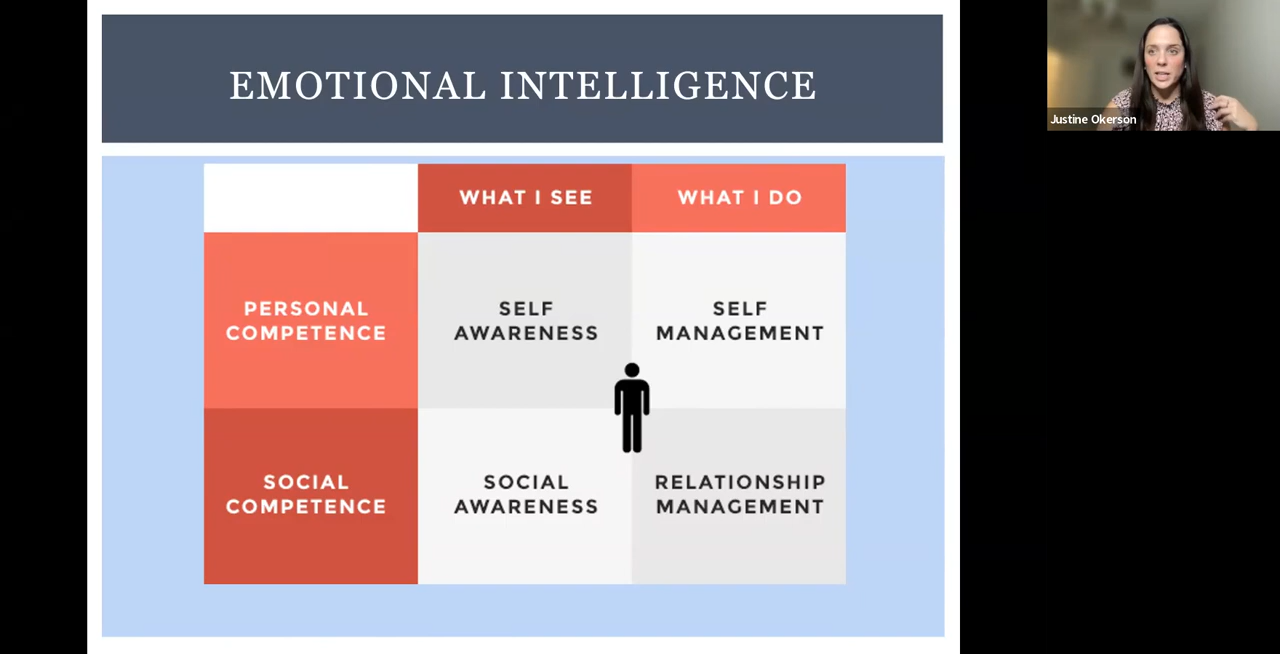 EMOTIONAL INTELLIGENCE
Justine Okerson
WHAT I SEE
WHAT I DO
PERSONAL
COMPETENCE
SELF
AWARENESS
SELF
MANAGEMENT
SOCIAL
COMPETENCE
SOCIAL
AWARENESS
RELATIONSHIP
MANAGEMENT